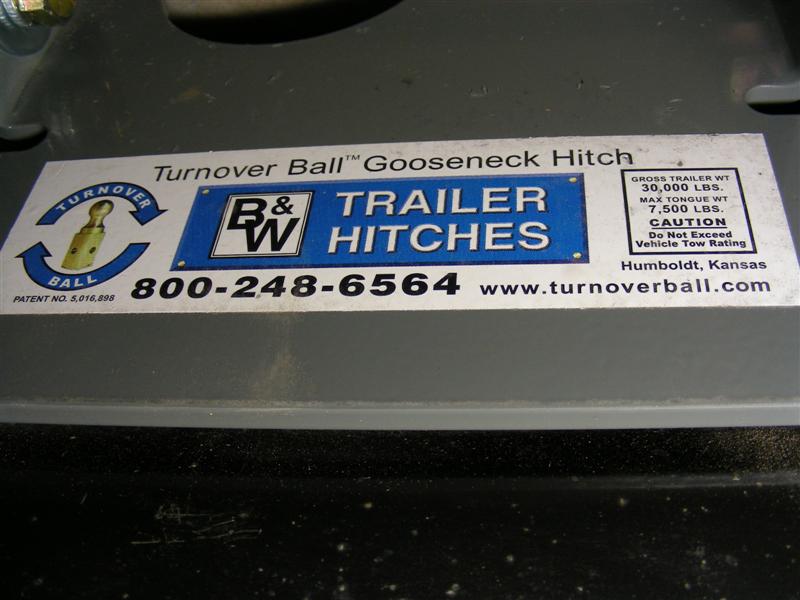 Turnover Ball™ Gooseneck Hitch
TURNOVER
BALL
PATENT NO. 5,016,898
B&W
TRAILER
HITCHES
800-248-6564 www.turnoverball.com
GROSS TRAILER WT
30,000 LBS.
MAX TONGUE WT
7,500 LBS.
CAUTION
Do Not Exceed
Vehicle Tow Rating
Humboldt, Kansas